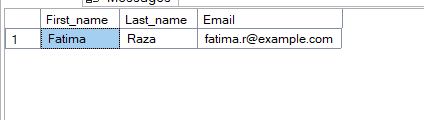 Messages
First_name Last_name Email
1 Fatima Raza fatima.r@example.com